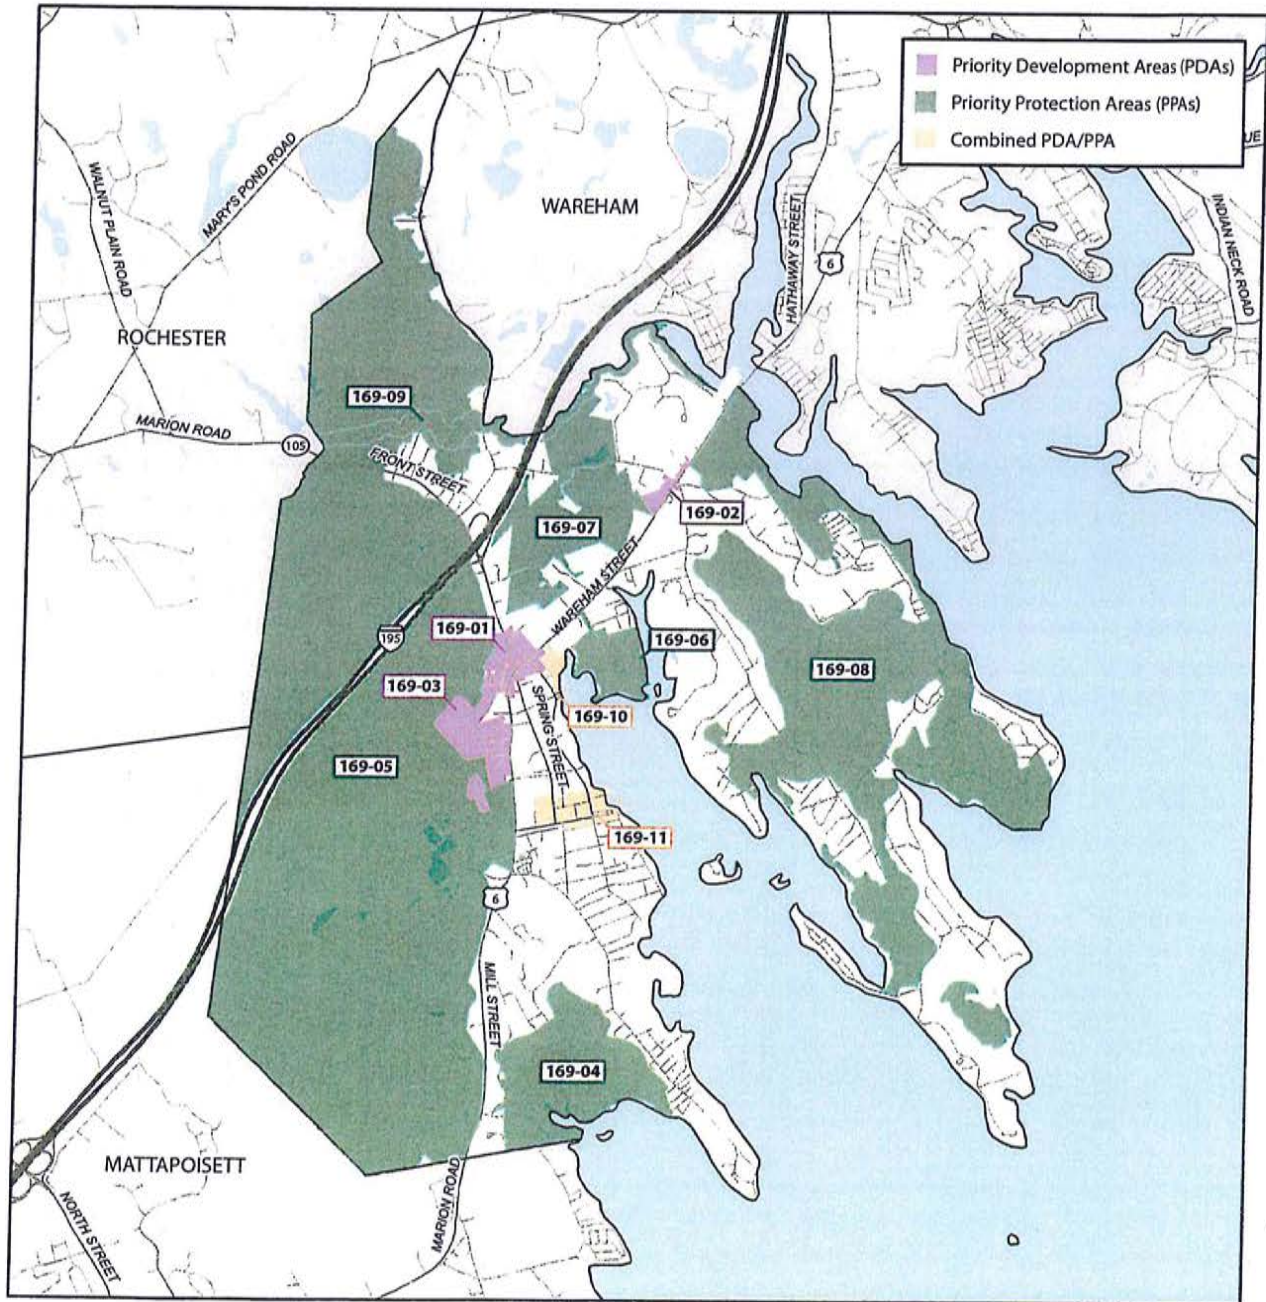 Priority Development Areas (PDAs)
Priority Protection Areas (PPAs)
Combined PDA/PPA
UE
WAREHAM
MARY'S POND ROAD
WALNUT PLAIN ROAD
HATHAWAY STREET
INDIAN NECK ROAD
6
ROCHESTER
169-09
MARION ROAD
105
FRONT STREET
169-07
169-02
WAREHAM STREET
195
169-01
169-06
169-08
169-03
169-10
SPRING STREET
169-05
169-11
6
MILL STREET
169-04
MATTAPOISETT
MARION ROAD
NORTH STREET